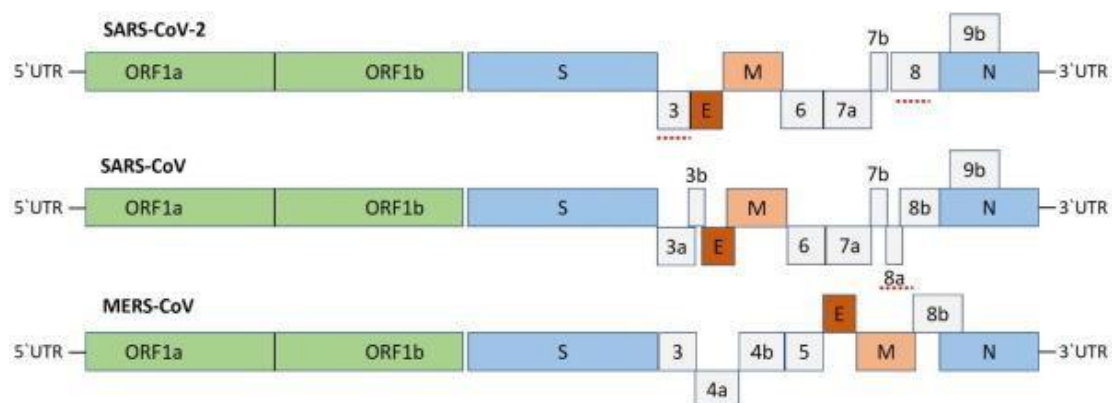 SARS-CoV-2
9b
7b
5`UTR ORF1a ORF1b S M 8 N 3`UTR
3 E 6 7a
SARS-CoV
9b
3b 7b
5`UTR ORF1a ORF1b S M 8b N 3`UTR
3a E 6 7a
8a
MERS-CoV
E 8b
5`UTR ORF1a ORF1b S 3 4b 5 M N 3`UTR
4a